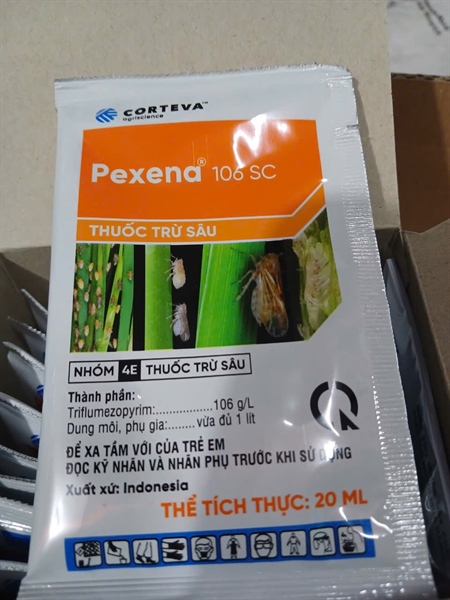 CORTEVA™
agriscience
Pexena® 106 SC
THUỐC TRỪ SÂU
NHÓM 4E THUỐC TRỪ SÂU
Thành phần:
Triflumezopyrim:.................106 g/L
Dung môi, phụ gia:........vừa đủ 1 lít
ĐỂ XA TẦM VỚI CỦA TRẺ EM
ĐỌC KỸ NHÃN VÀ NHÃN PHỤ TRƯỚC KHI SỬ DỤNG
Xuất xứ: Indonesia
THỂ TÍCH THỰC: 20 ML